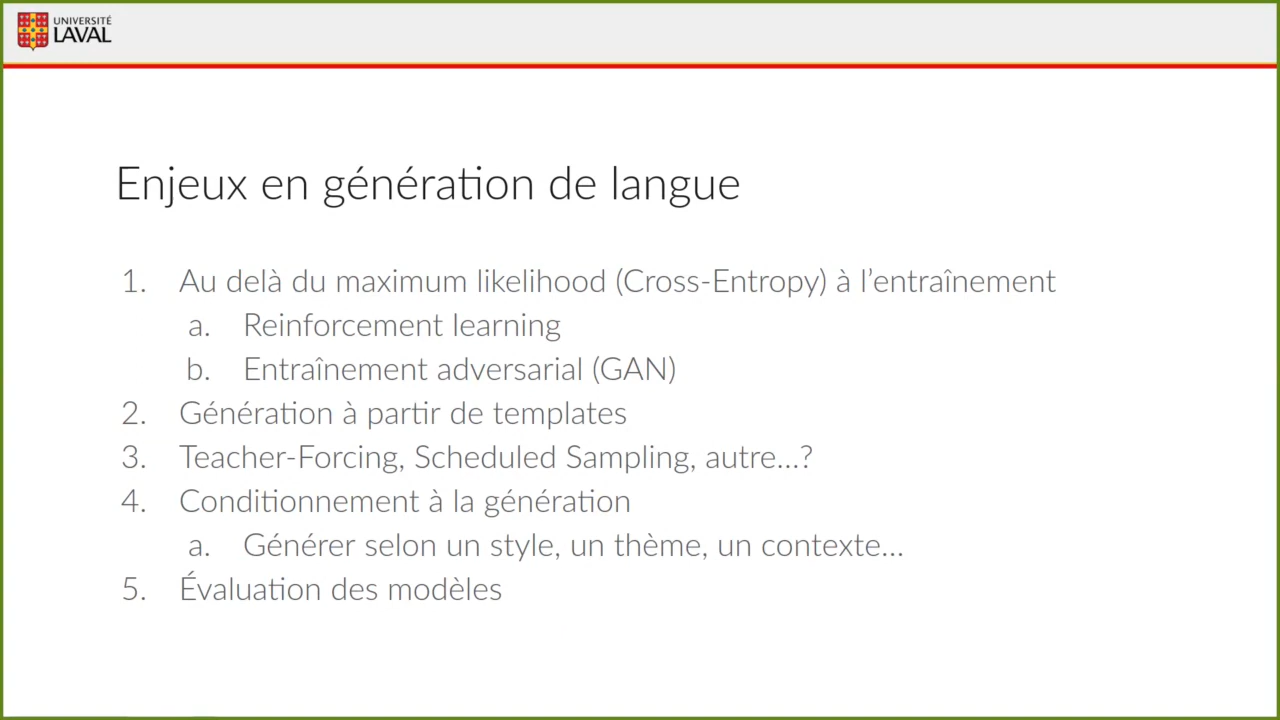 UNIVERSITÉ
LAVAL
Enjeux en génération de langue
1. Au delà du maximum likelihood (Cross-Entropy) à l’entraînement
a. Reinforcement learning
b. Entraînement adversarial (GAN)
2. Génération à partir de templates
3. Teacher-Forcing, Scheduled Sampling, autre...?
4. Conditionnement à la génération
a. Générer selon un style, un thème, un contexte...
5. Évaluation des modèles